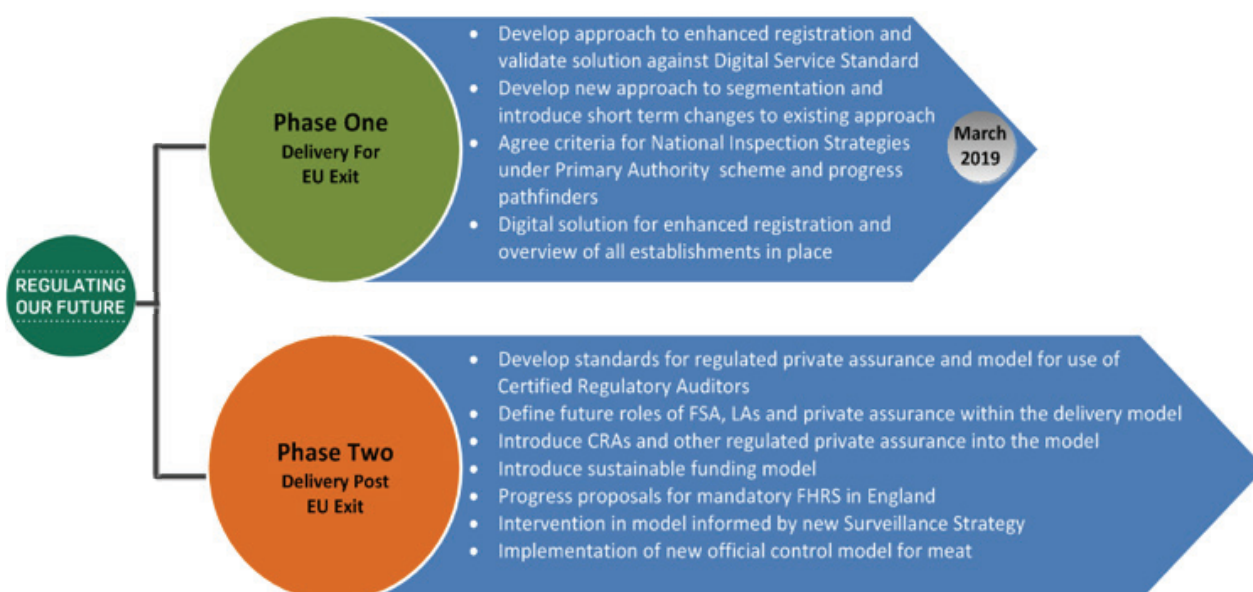 REGULATING
OUR FUTURE
Phase One
Delivery For
EU Exit
• Develop approach to enhanced registration and
validate solution against Digital Service Standard
• Develop new approach to segmentation and
introduce short term changes to existing approach
• Agree criteria for National Inspection Strategies
under Primary Authority scheme and progress
pathfinders
• Digital solution for enhanced registration and
overview of all establishments in place
March
2019
Phase Two
Delivery Post
EU Exit
• Develop standards for regulated private assurance and model for use of
Certified Regulatory Auditors
• Define future roles of FSA, LAs and private assurance within the delivery model
• Introduce CRAs and other regulated private assurance into the model
• Introduce sustainable funding model
• Progress proposals for mandatory FHRS in England
• Intervention in model informed by new Surveillance Strategy
• Implementation of new official control model for meat